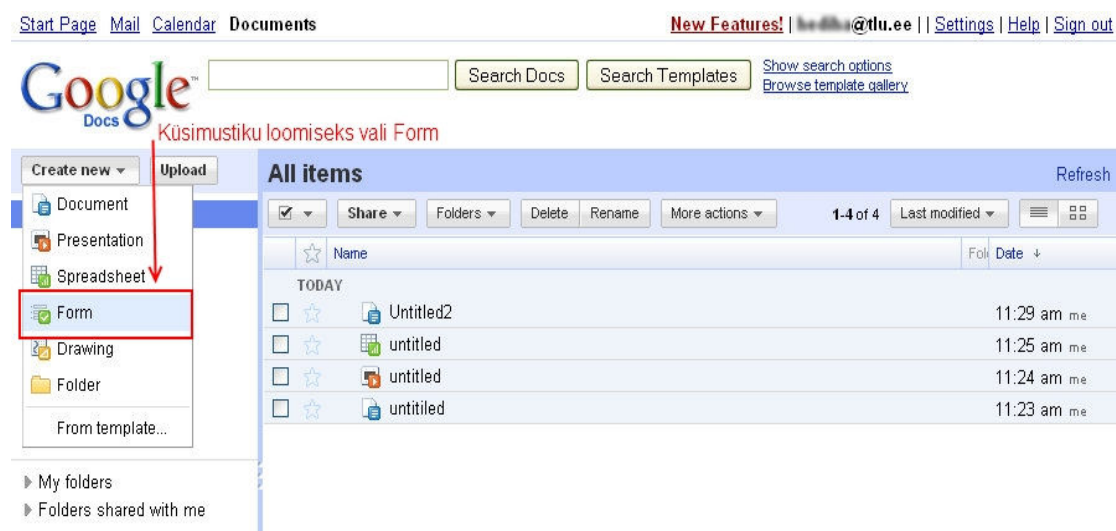 Start Page Mail Calendar Documents New Features! | @tlu.ee | | Settings | Help | Sign out
Google Docs Search Docs Search Templates Show search options
Browse template gallery
Küsimustiku loomiseks vali Form
Create new Upload All items Refresh
Document Share Folders Delete Rename More actions 1-4 of 4 Last modified
Presentation Name Fol Date
Spreadsheet TODAY
Form Untitled2 11:29 am me
untitled 11:25 am me
Drawing untitled 11:24 am me
Folder untitiled 11:23 am me
From template...
My folders
Folders shared with me